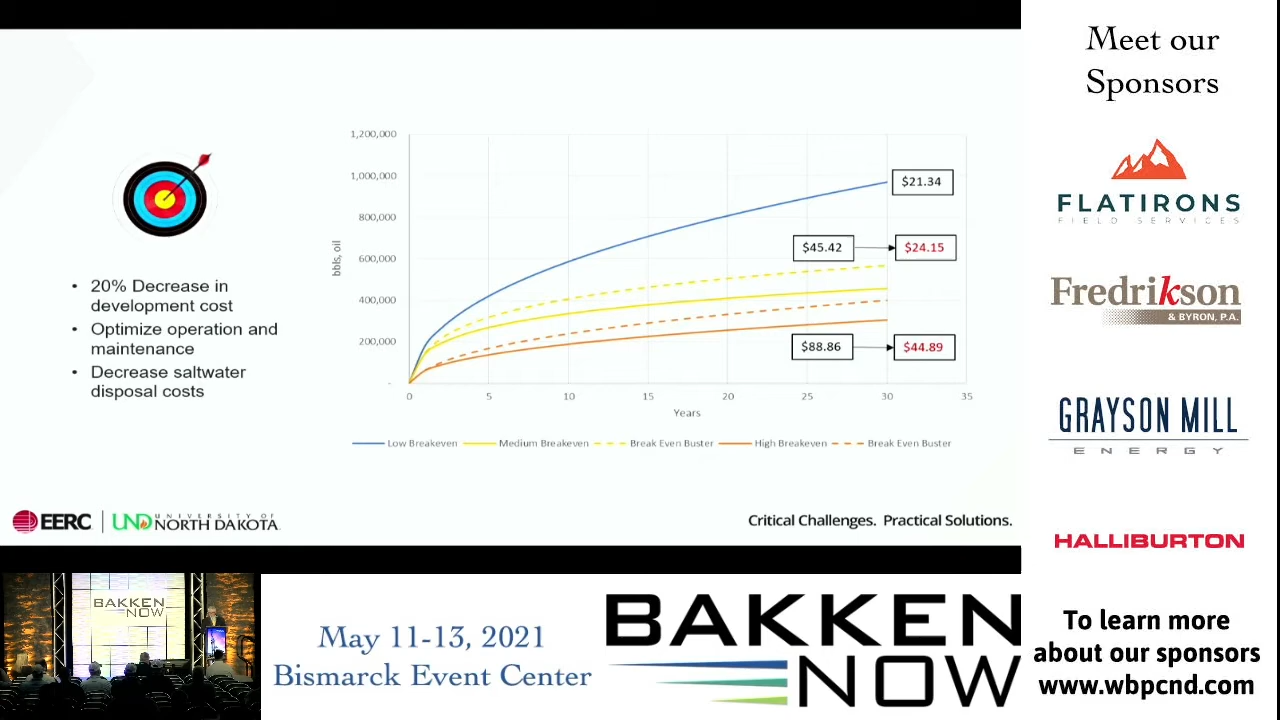 1,200,000
1,000,000
800,000
600,000
400,000
200,000
-
bbls, oil
0 5 10 15 20 25 30 35
Years
$21.34
$45.42 $24.15
$88.86 $44.89
Low Breakeven Medium Breakeven Break Even Buster High Breakeven Break Even Buster
• 20% Decrease in
development cost
• Optimize operation and
maintenance
• Decrease saltwater
disposal costs
EERC
UNIVERSITY OF
UND NORTH DAKOTA
Critical Challenges. Practical Solutions.
Meet our
Sponsors
FLATIRONS
FIELD SERVICES
Fredrikson
& BYRON, P.A.
GRAYSON MILL
ENERGY
HALLIBURTON
To learn more
about our sponsors
www.wbpcnd.com
BAKKEN
NOW
May 11-13, 2021
Bismarck Event Center
BAKKEN
NOW